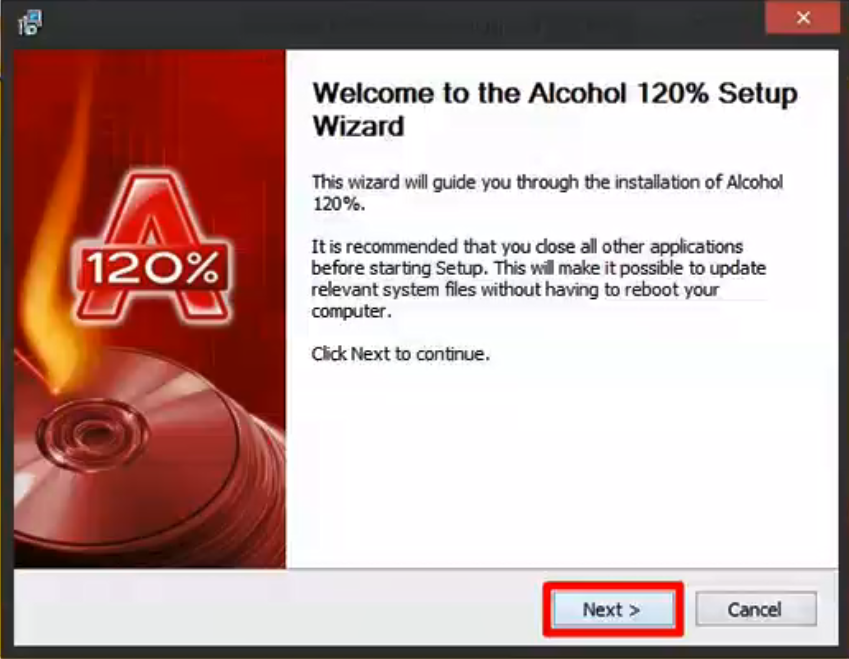 Welcome to the Alcohol 120% Setup
Wizard
This wizard will guide you through the installation of Alcohol
120%.
It is recommended that you close all other applications
before starting Setup. This will make it possible to update
relevant system files without having to reboot your
computer.
Click Next to continue.
A
120%
Next >
Cancel